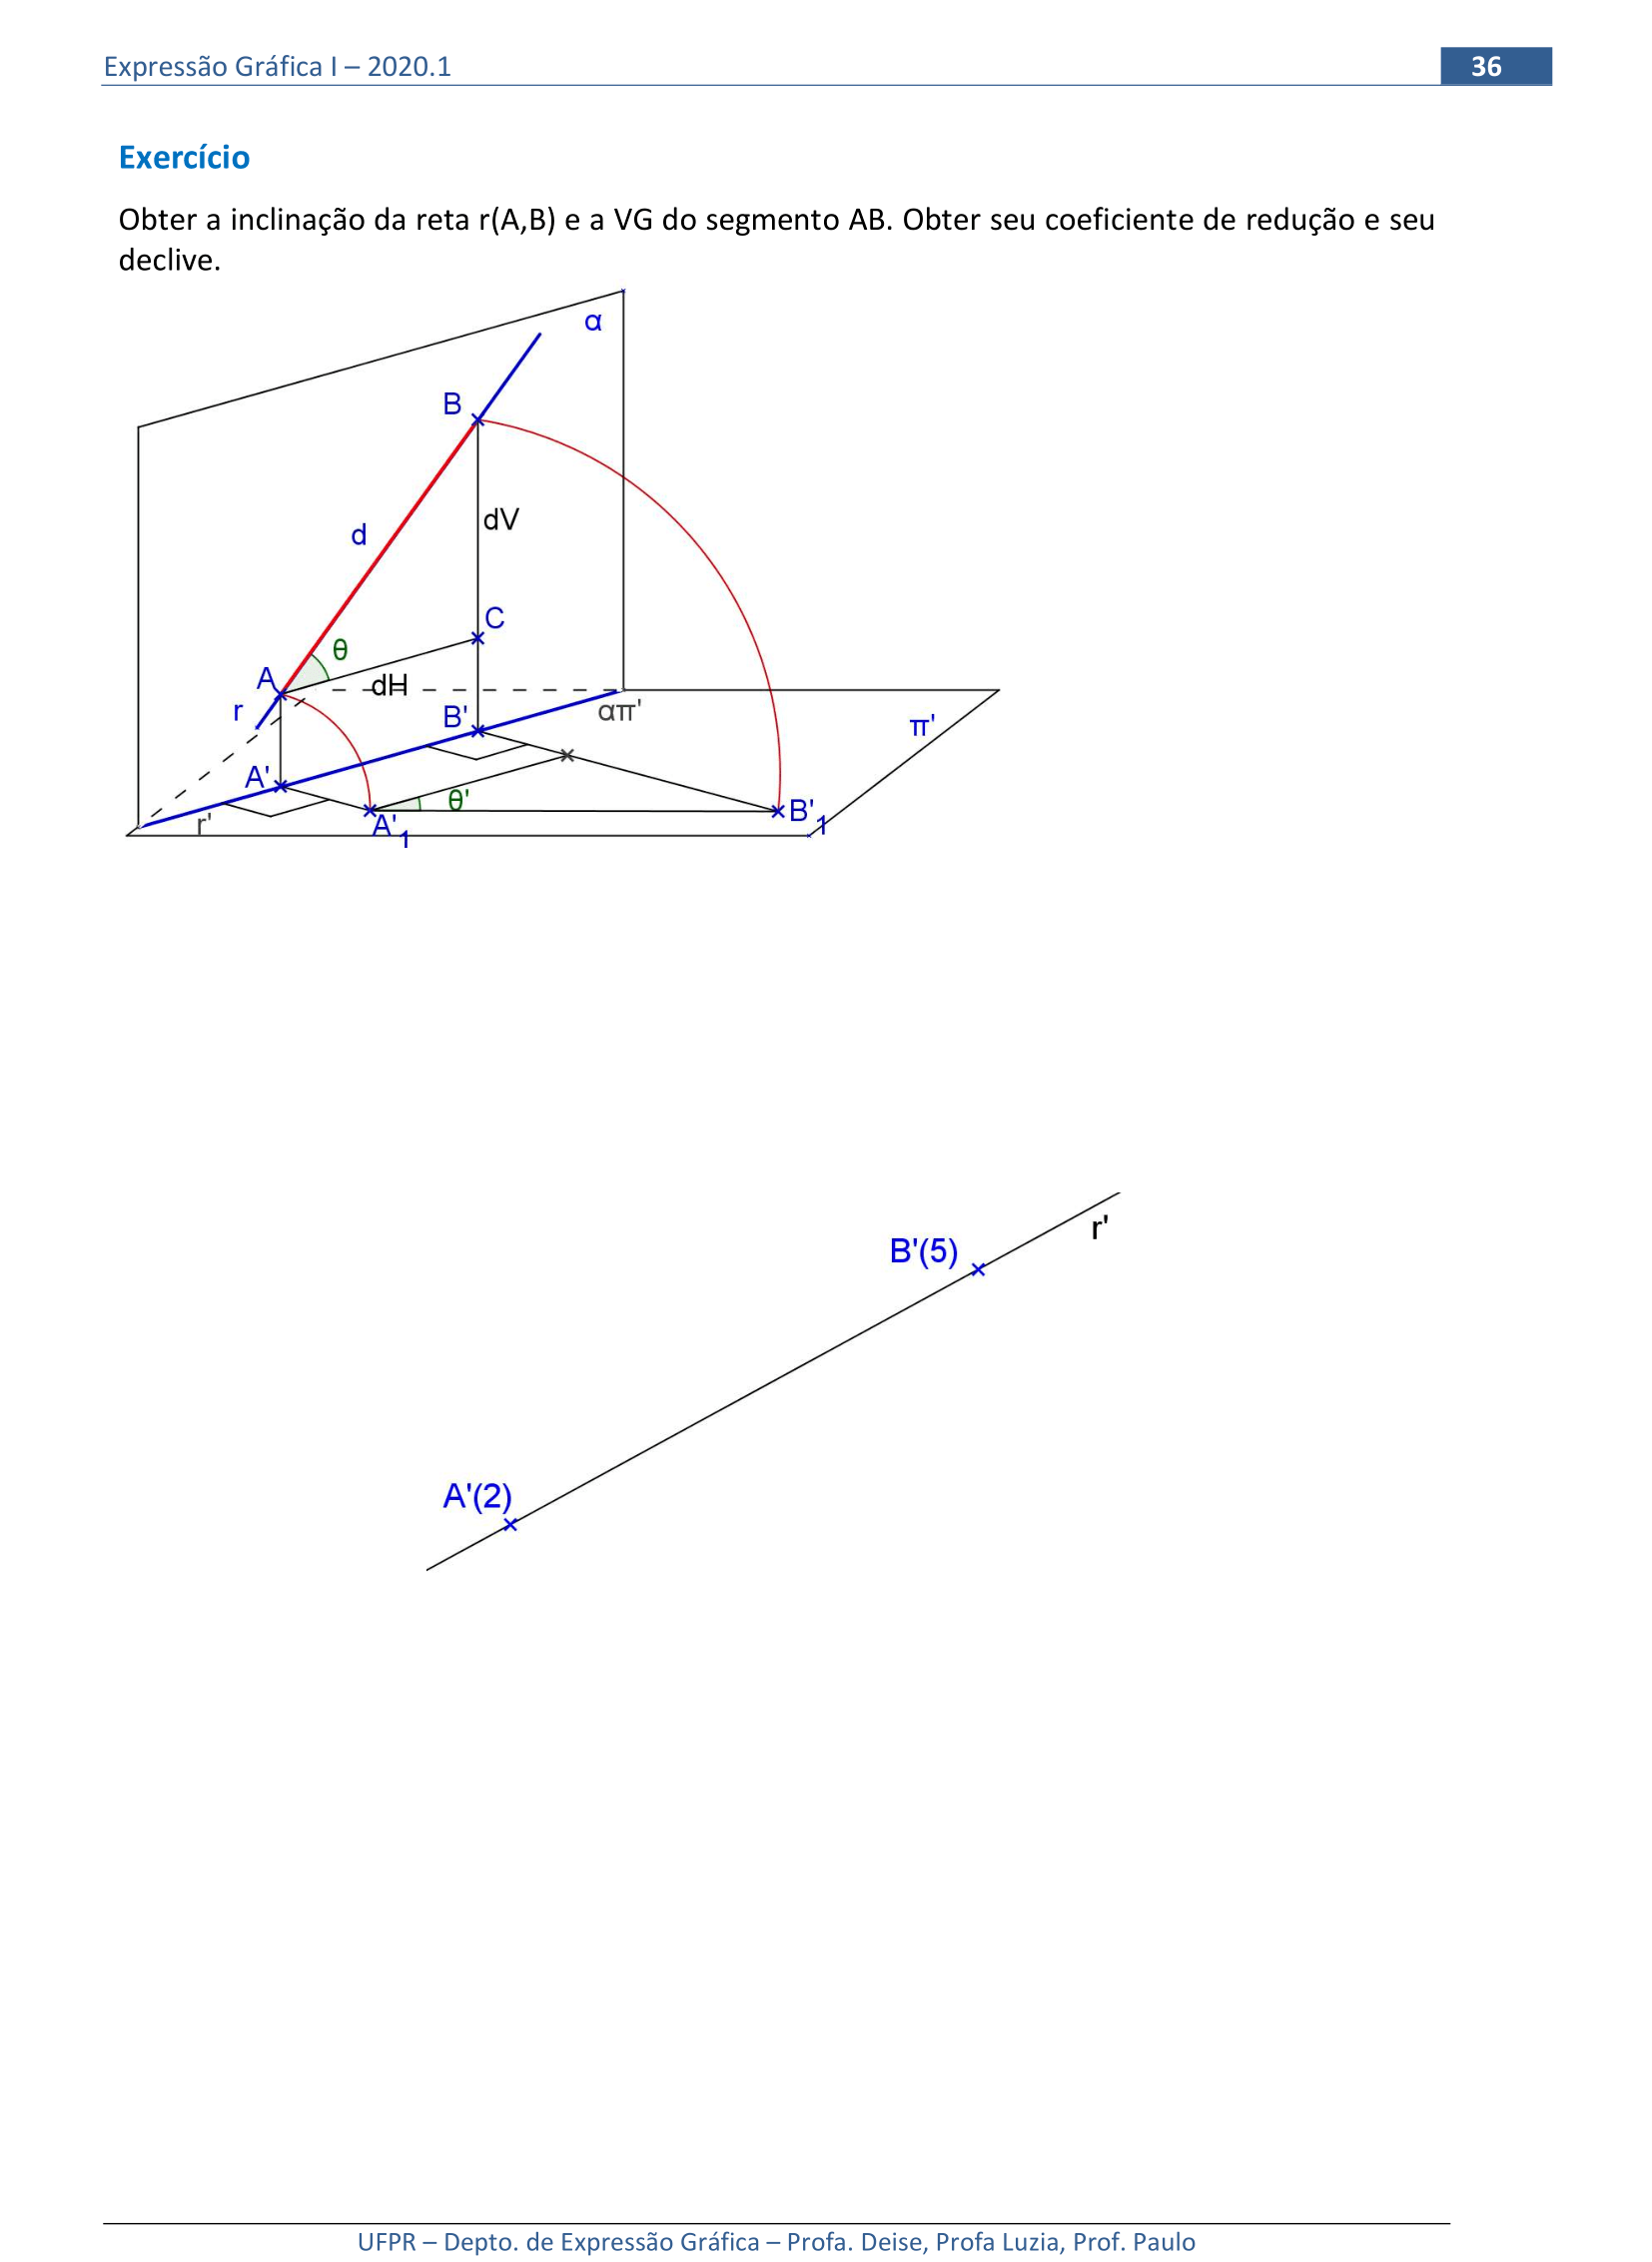 Expressão Gráfica I – 2020.1
36
Exercício
Obter a inclinação da reta r(A,B) e a VG do segmento AB. Obter seu coeficiente de redução e seu
declive.
α
B
d
dV
C
θ
A
dH
r
B'
απ'
π'
A'
θ'
r'
A'1
B'1
r'
B'(5)
A'(2)
UFPR – Depto. de Expressão Gráfica – Profa. Deise, Profa Luzia, Prof. Paulo